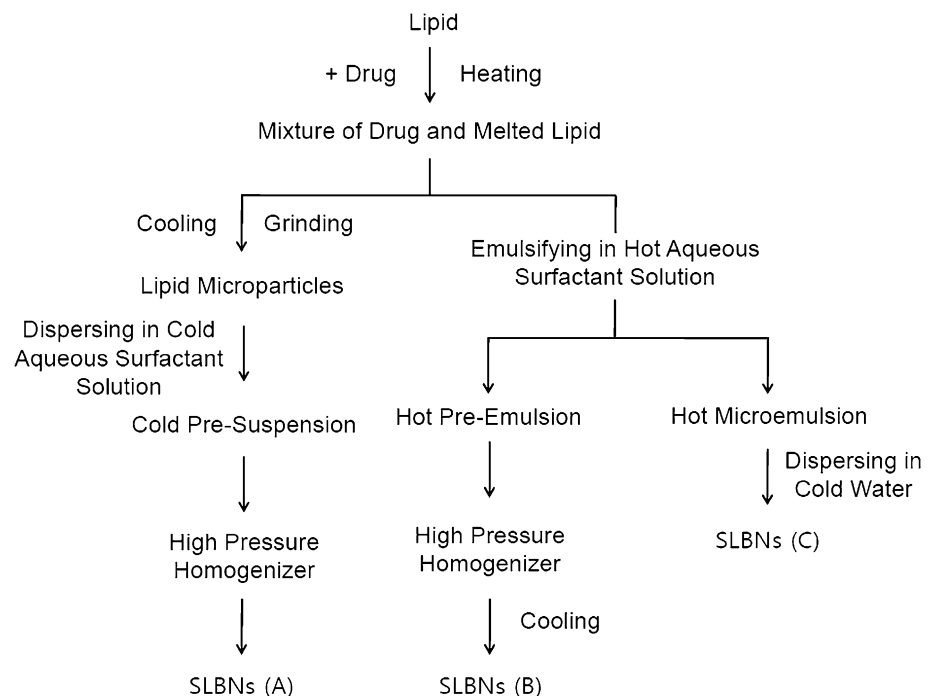 Lipid
+ Drug
Heating
Mixture of Drug and Melted Lipid
Cooling
Grinding
Lipid Microparticles
Dispersing in Cold
Aqueous Surfactant
Solution
Cold Pre-Suspension
High Pressure
Homogenizer
SLBNs (A)
Emulsifying in Hot Aqueous
Surfactant Solution
Hot Pre-Emulsion
High Pressure
Homogenizer
Cooling
SLBNs (B)
Hot Microemulsion
Dispersing in
Cold Water
SLBNs (C)